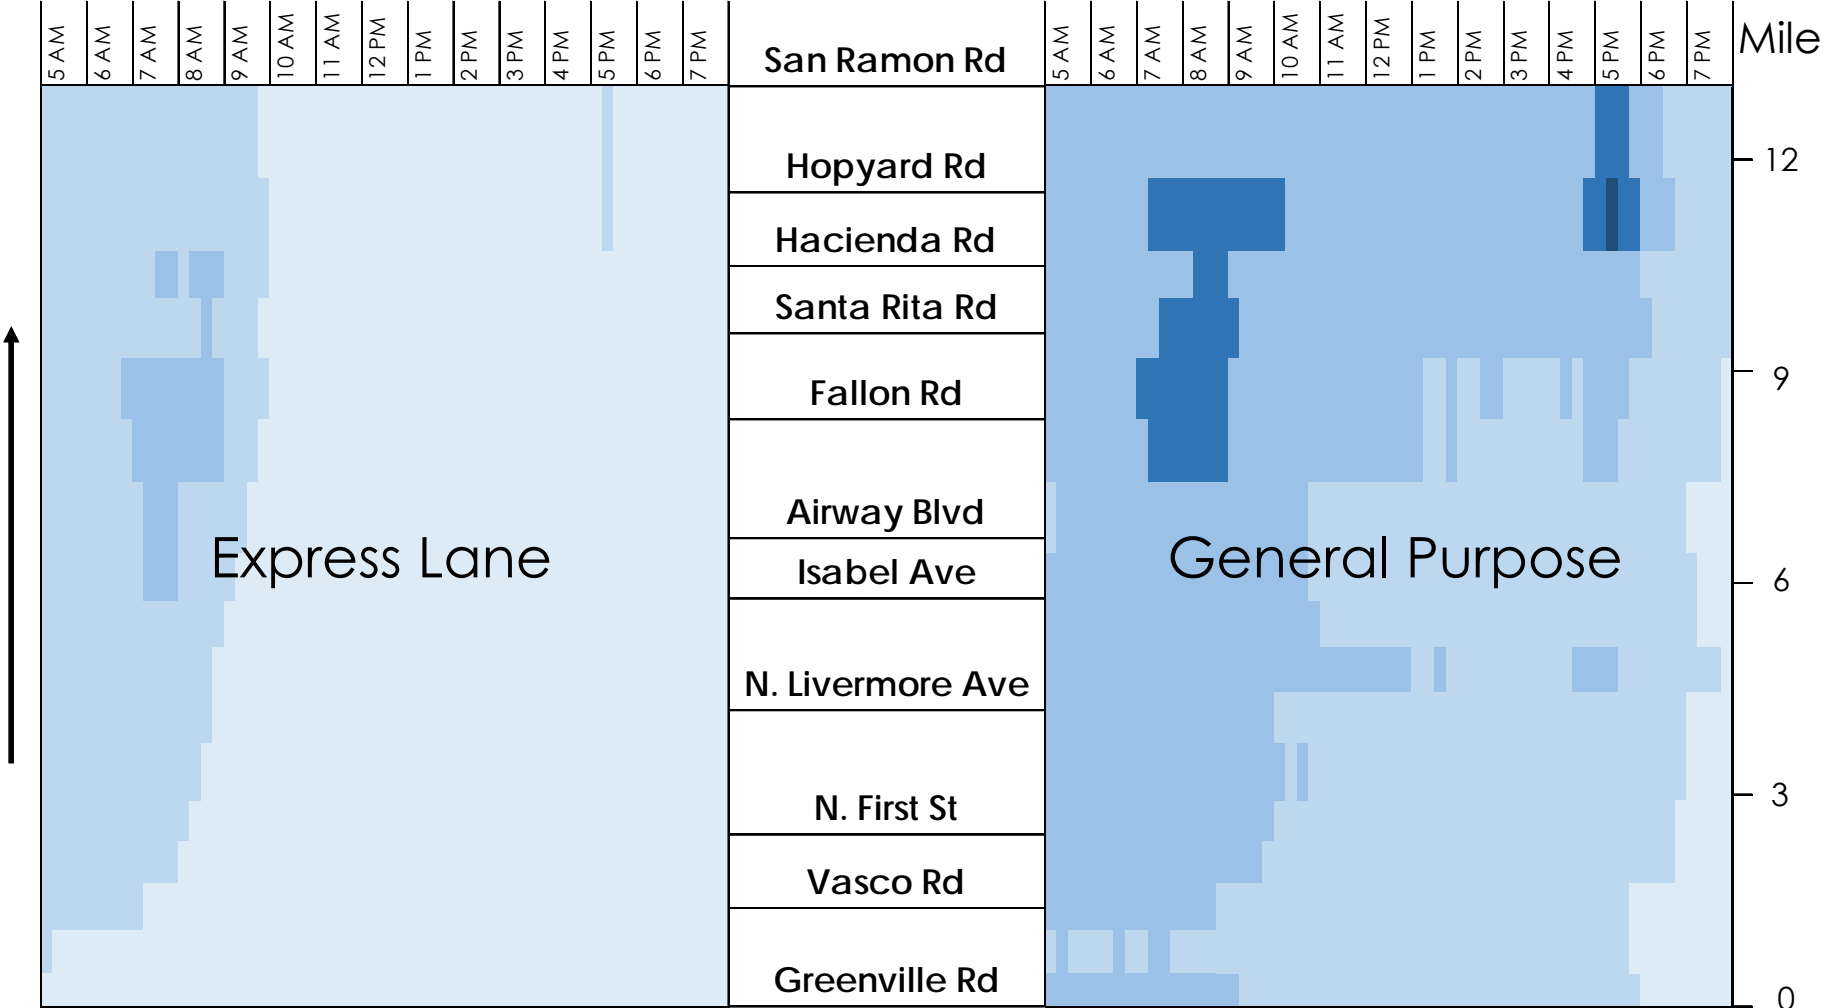 5 AM
6 AM
7 AM
8 AM
9 AM
10 AM
11 AM
12 PM
1 PM
2 PM
3 PM
4 PM
5 PM
6 PM
7 PM
San Ramon Rd
5 AM
6 AM
7 AM
8 AM
9 AM
10 AM
11 AM
12 PM
1 PM
2 PM
3 PM
4 PM
5 PM
6 PM
7 PM
Mile
Hopyard Rd
12
Hacienda Rd
Santa Rita Rd
Fallon Rd
9
Airway Blvd
Express Lane
General Purpose
Isabel Ave
6
N. Livermore Ave
N. First St
3
Vasco Rd
Greenville Rd
0